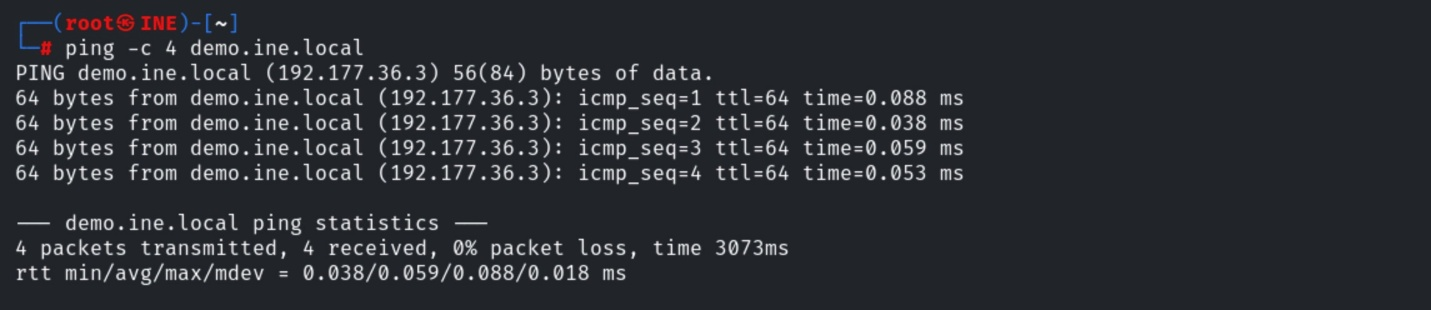 ┌──(root㉿INE)-[~]
└─# ping -c 4 demo.ine.local
PING demo.ine.local (192.177.36.3) 56(84) bytes of data.
64 bytes from demo.ine.local (192.177.36.3): icmp_seq=1 ttl=64 time=0.088 ms
64 bytes from demo.ine.local (192.177.36.3): icmp_seq=2 ttl=64 time=0.038 ms
64 bytes from demo.ine.local (192.177.36.3): icmp_seq=3 ttl=64 time=0.059 ms
64 bytes from demo.ine.local (192.177.36.3): icmp_seq=4 ttl=64 time=0.053 ms
--- demo.ine.local ping statistics ---
4 packets transmitted, 4 received, 0% packet loss, time 3073ms
rtt min/avg/max/mdev = 0.038/0.059/0.088/0.018 ms